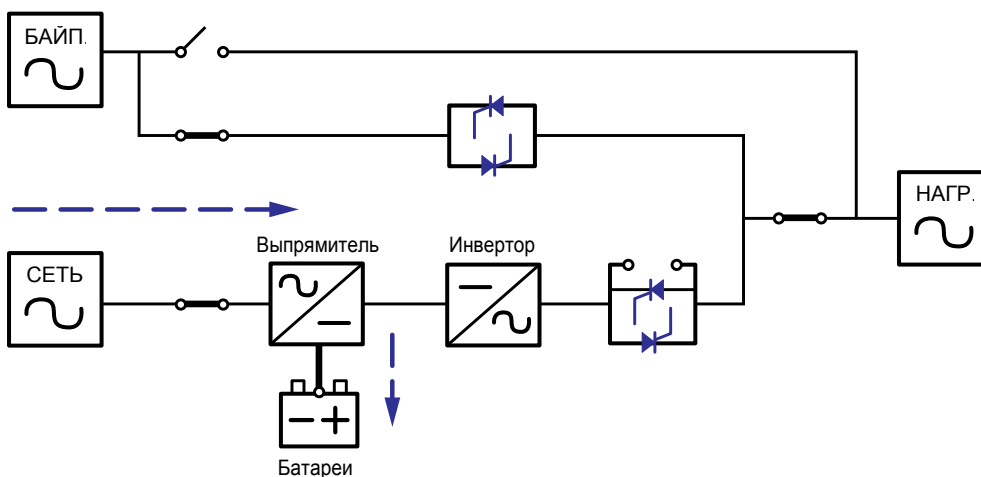 БАЙП.
НАГР.
Выпрямитель
Инвертор
СЕТЬ
Батареи